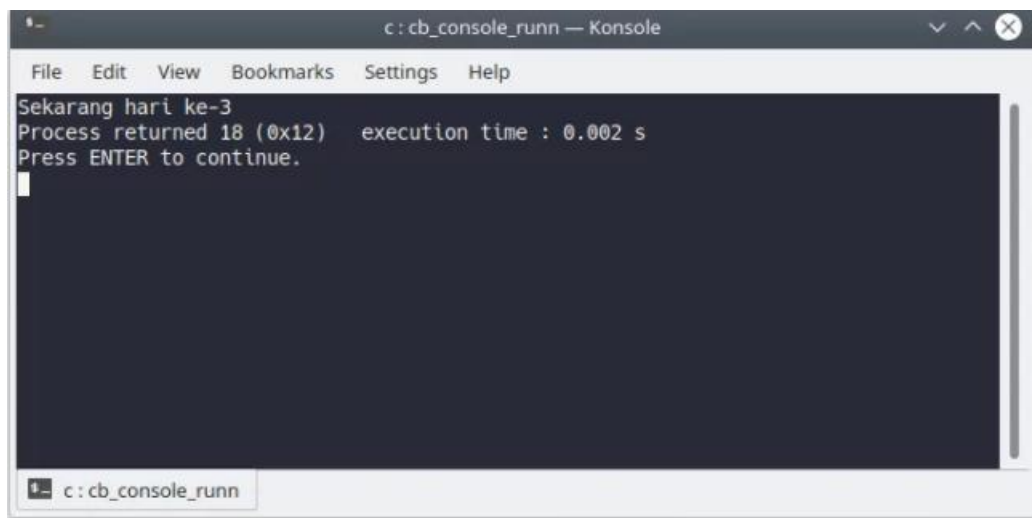 c : cb_console_runn — Konsole
File Edit View Bookmarks Settings Help
Sekarang hari ke-3
Process returned 18 (0x12)   execution time : 0.002 s
Press ENTER to continue.
c : cb_console_runn